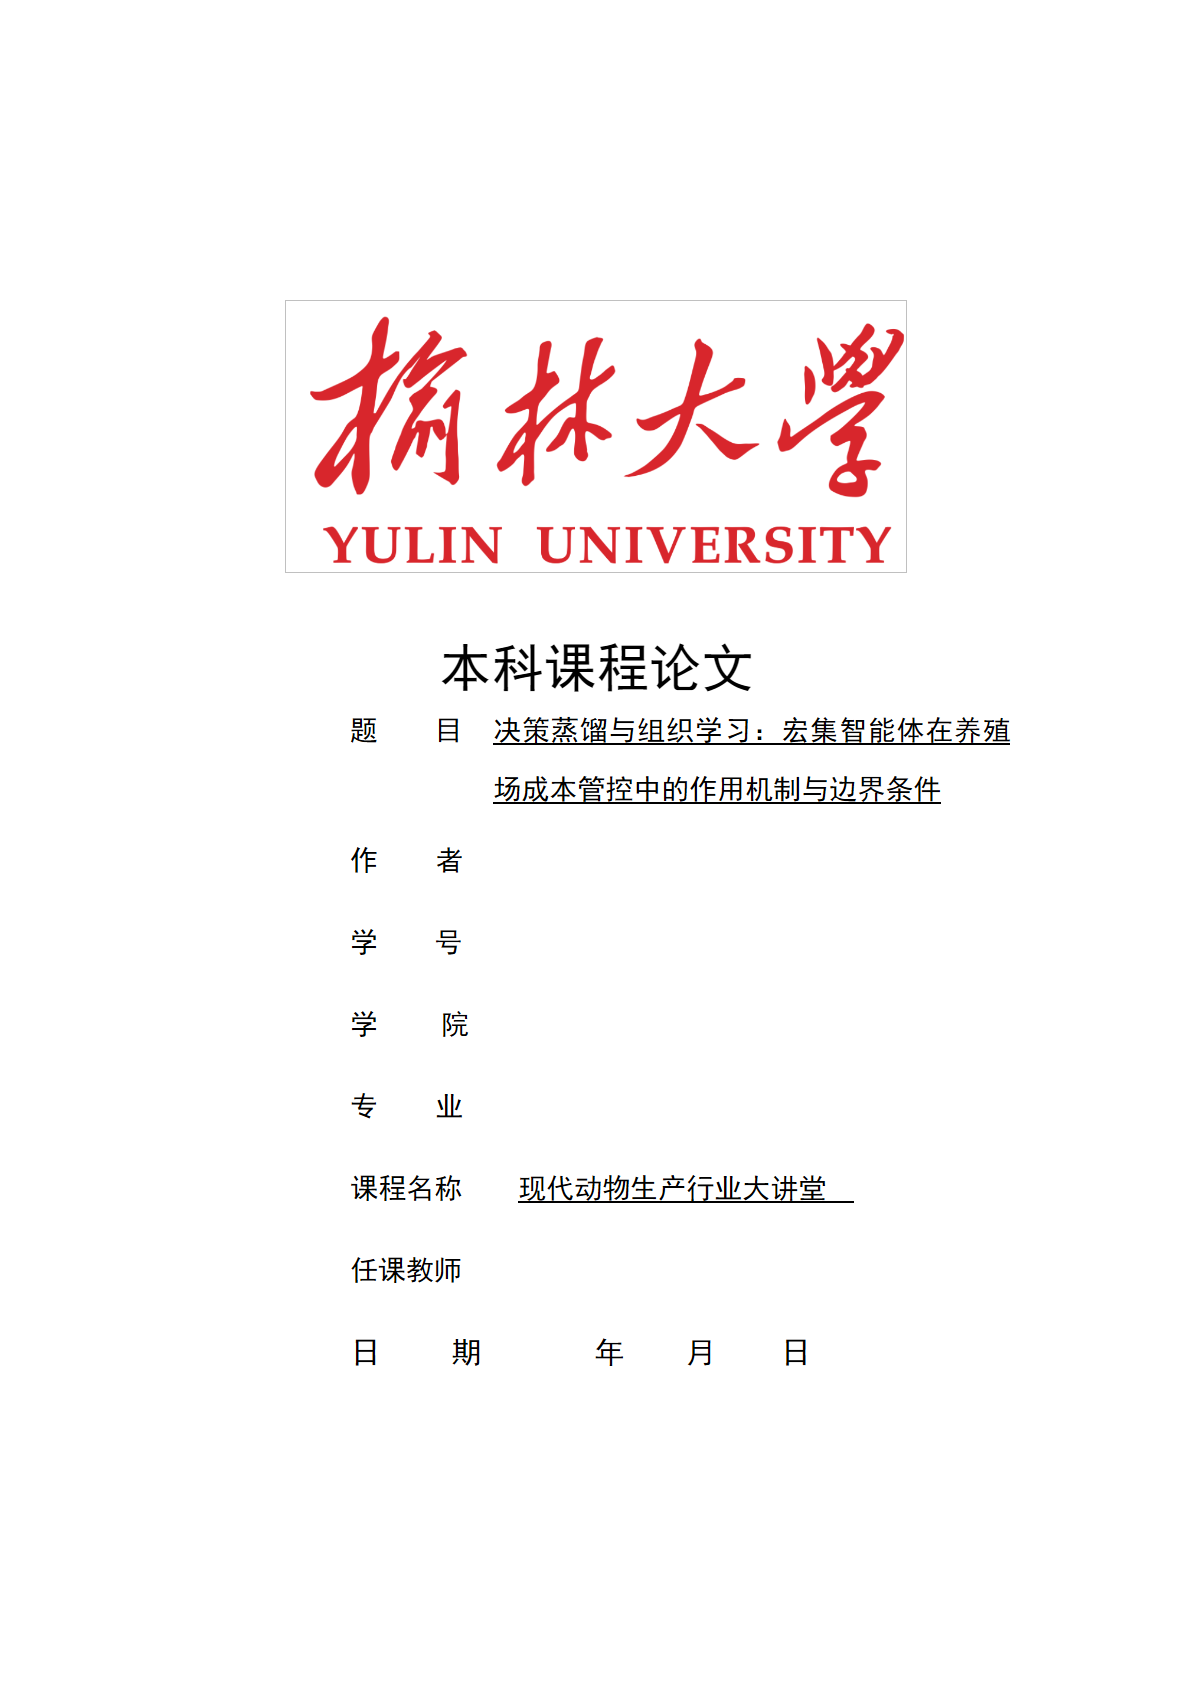 榆林大学
YULIN UNIVERSITY
本科课程论文
题 目 决策蒸馏与组织学习：宏集智能体在养殖
场成本管控中的作用机制与边界条件
作 者
学 号
学 院
专 业
课程名称 现代动物生产行业大讲堂
任课教师
日 期 年 月 日